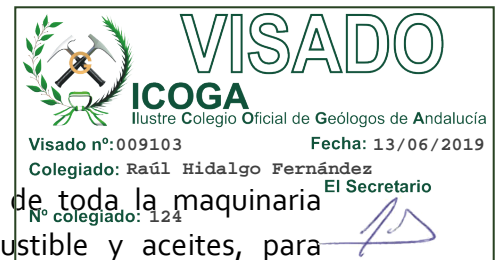 VISADO
ICOGA
Ilustre Colegio Oficial de Geólogos de Andalucía
Visado nº:009103 Fecha: 13/06/2019
Colegiado: Raúl Hidalgo Fernández
El Secretario
de toda la maquinaria
Nº colegiado: 124
ustible y aceites, para